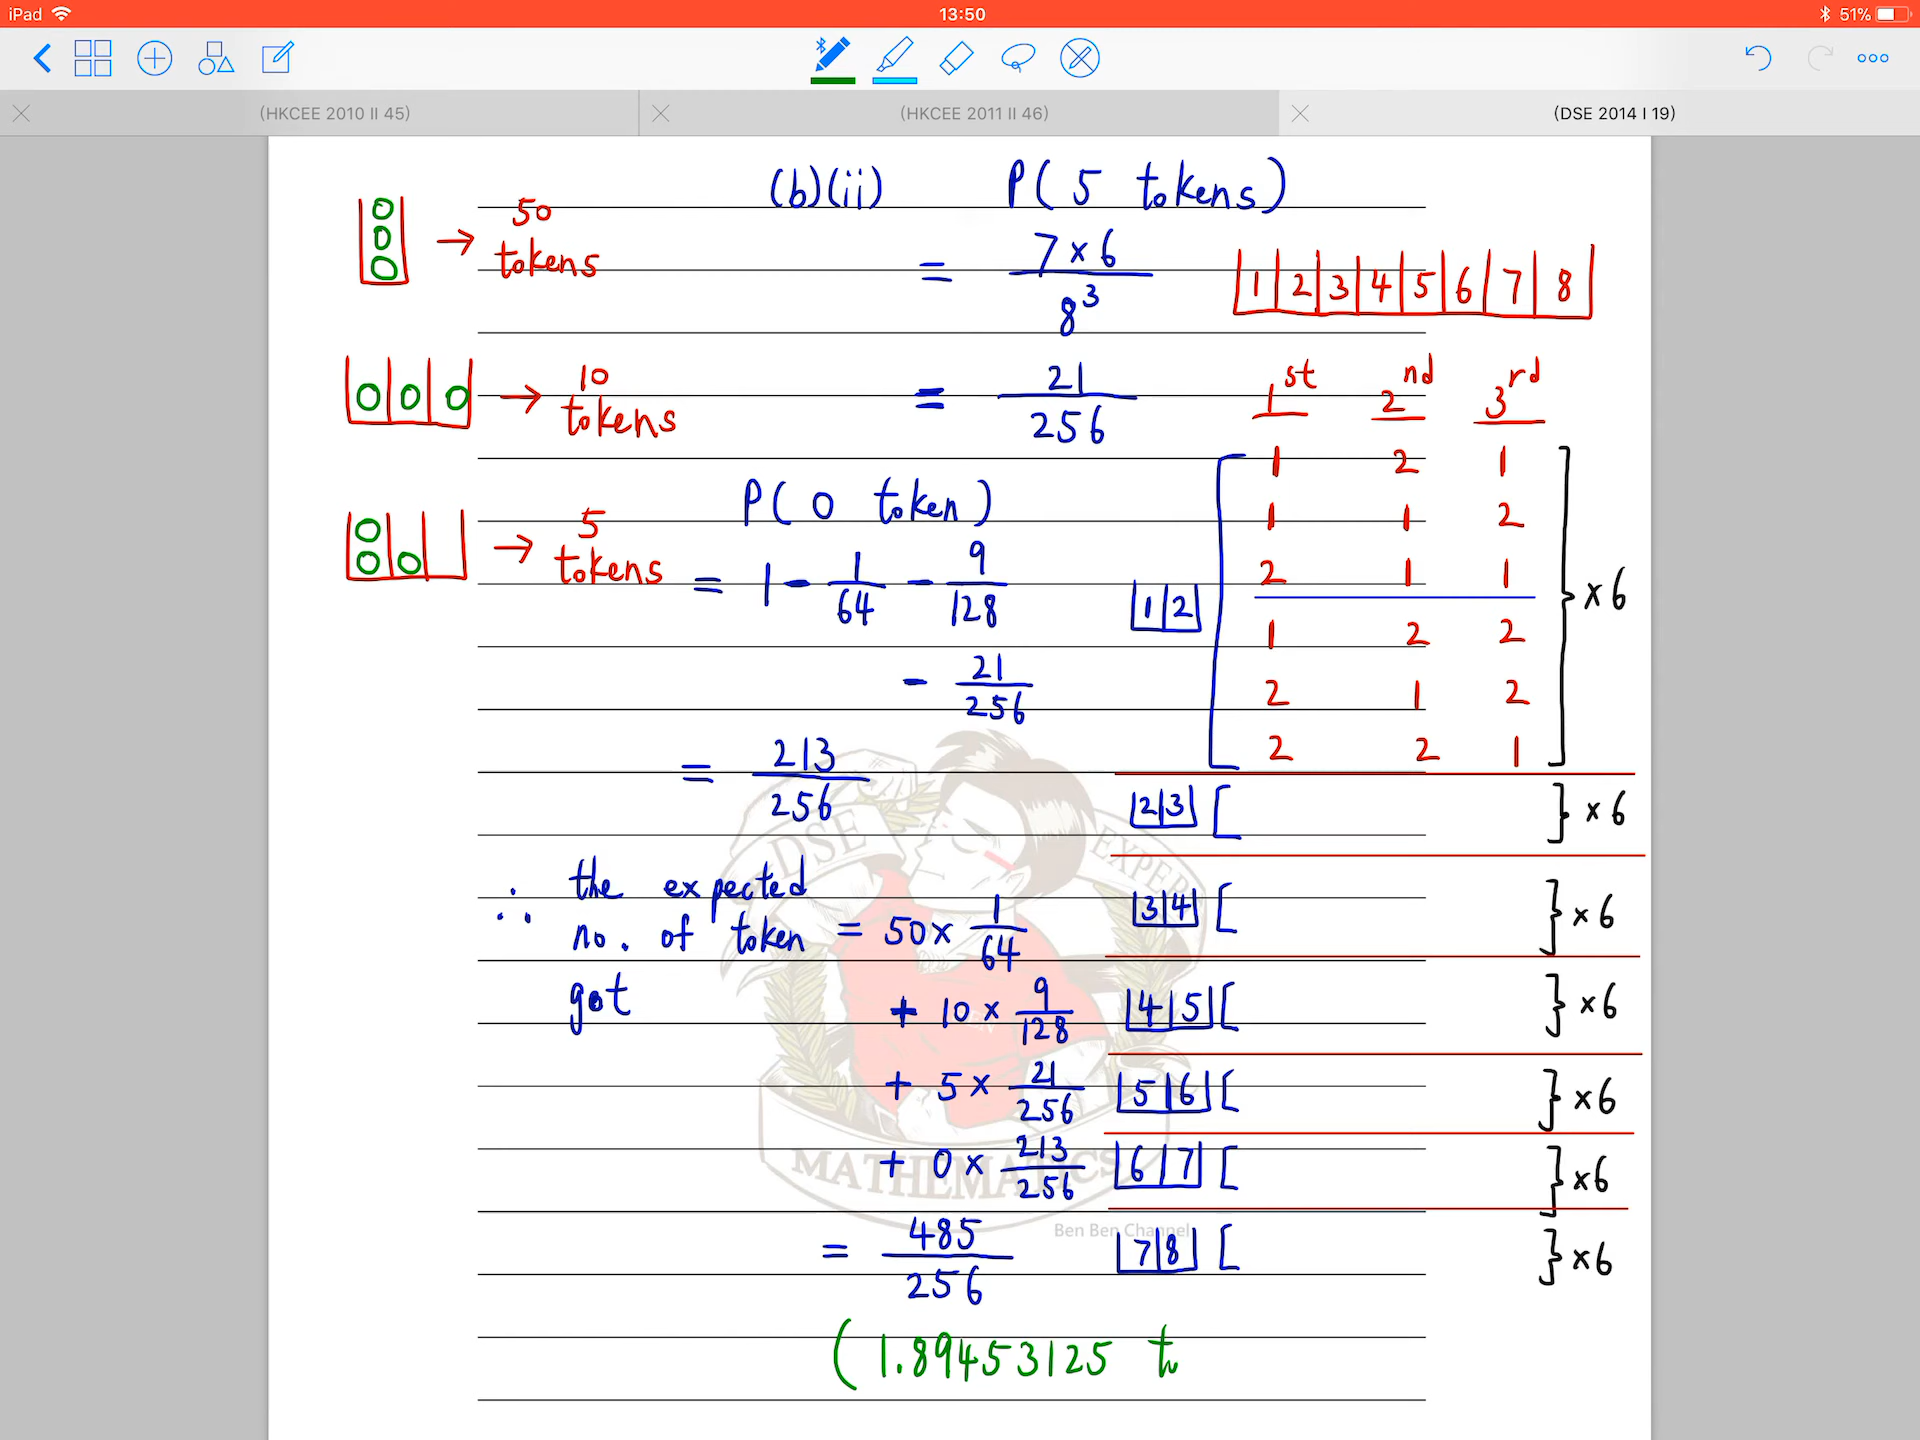 iPad 13:50 51%
(HKCEE 2010 II 45) (HKCEE 2011 II 46) (DSE 2014 I 19)
(b)(ii) P( 5 tokens)
= 7 × 6 / 8³
= 21/256
O O O → 50 tokens
O O O → 10 tokens
O O O → 5 tokens
P( 0 token)
= 1 - 1/64 - 9/128
- 21/256
= 213/256
∴ the expected no. of token got = 50 × 1/64
+ 10 × 9/128
+ 5 × 21/256
+ 0 × 213/256
= 485/256
(1.89453125 to
|1|2|3|4|5|6|7|8|
1st 2nd 3rd
|1|2| [ 1 2 1
1 1 2
2 1 1
1 2 2
2 1 2
2 2 1 } × 6
|2|3| [ } × 6
|3|4| [ } × 6
|4|5| [ } × 6
|5|6| [ } × 6
|6|7| [ } × 6
|7|8| [ } × 6
DSE EXPER
MATHEMATICS
Ben Ben Channel